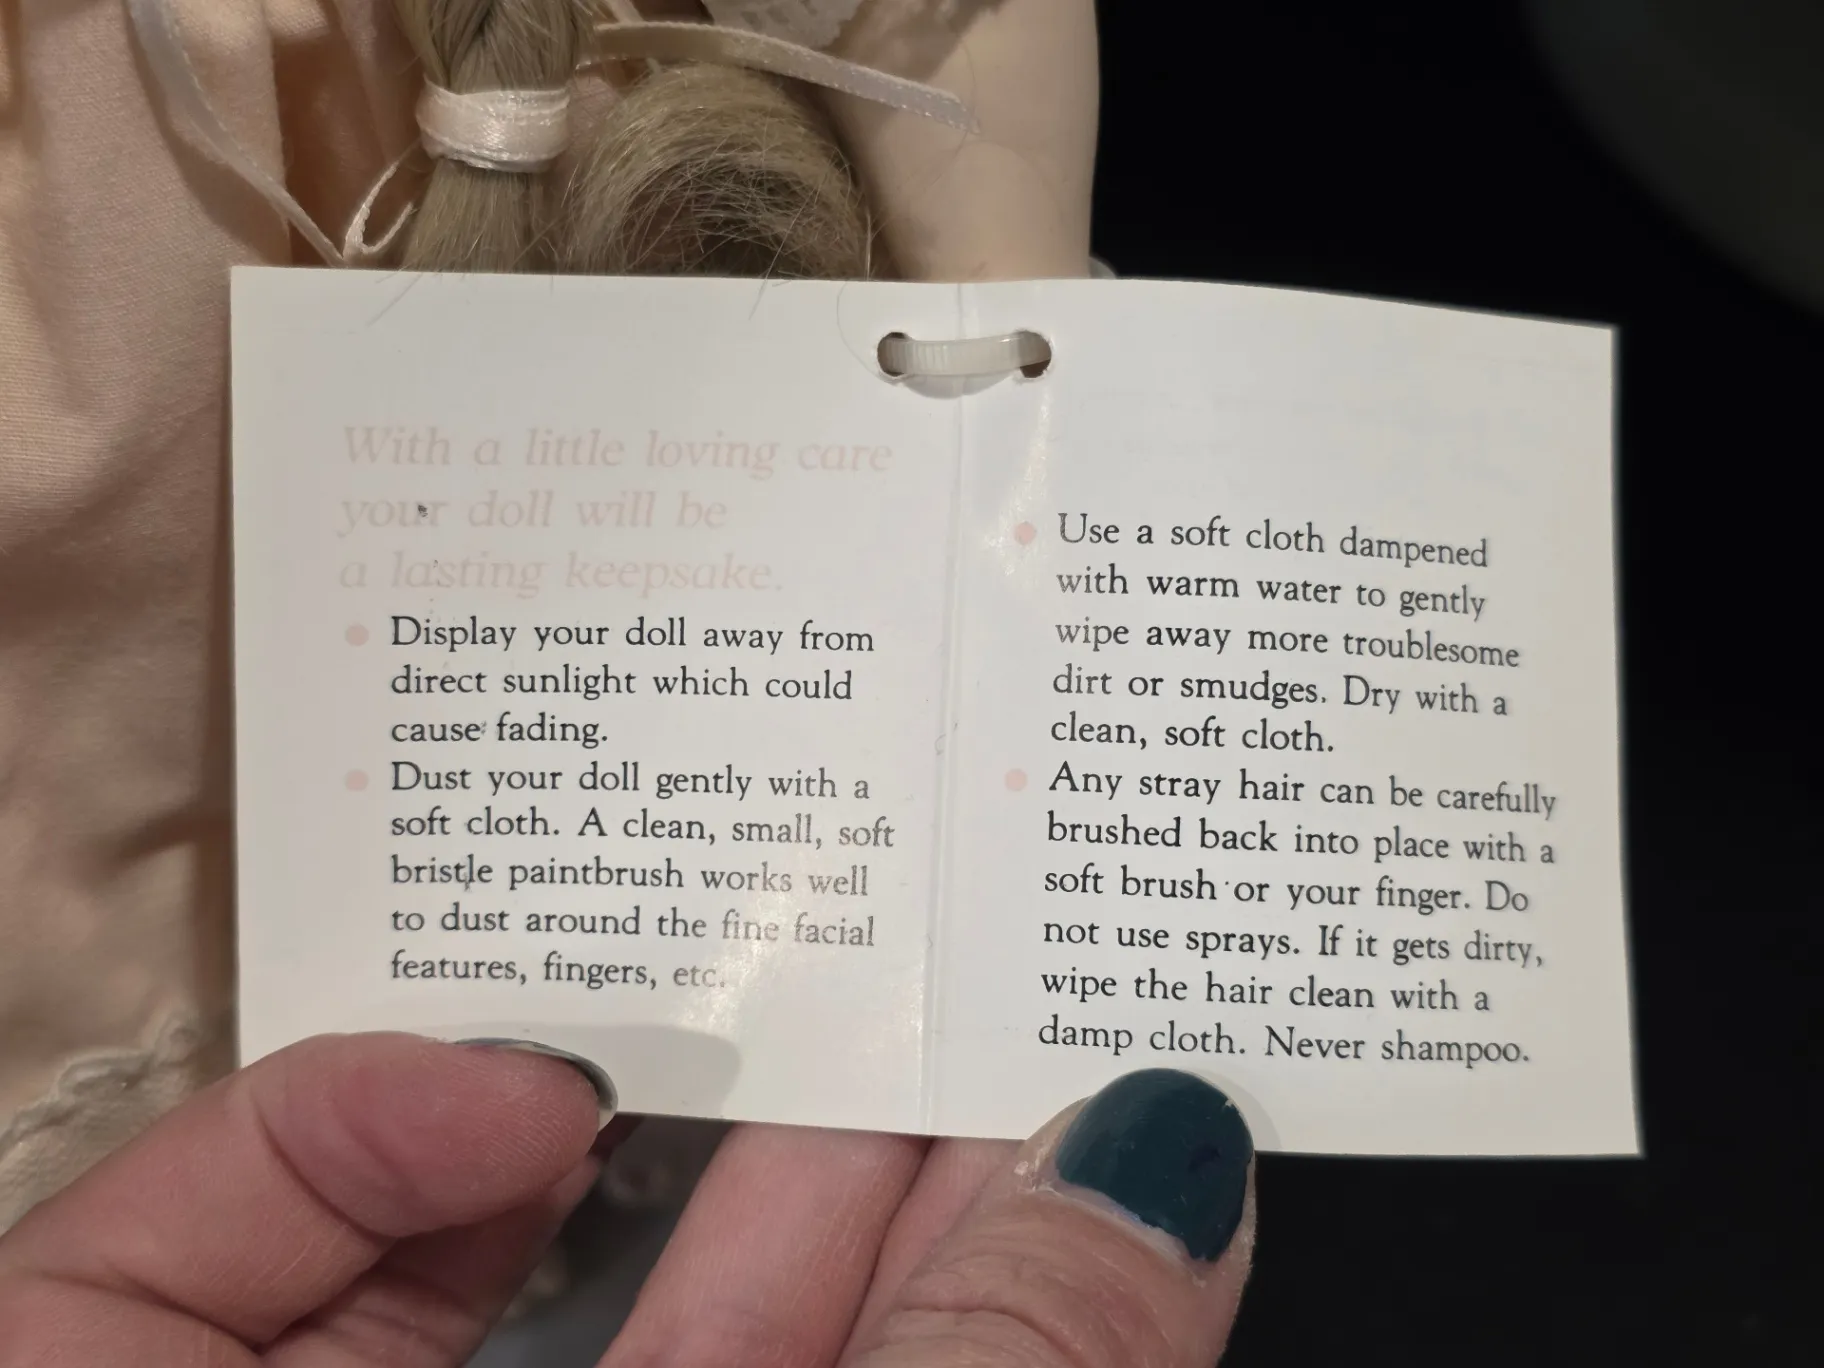 With a little loving care
your doll will be
a lasting keepsake.
Display your doll away from
direct sunlight which could
cause fading.
Dust your doll gently with a
soft cloth. A clean, small, soft
bristle paintbrush works well
to dust around the fine facial
features, fingers, etc.
Use a soft cloth dampened
with warm water to gently
wipe away more troublesome
dirt or smudges. Dry with a
clean, soft cloth.
Any stray hair can be carefully
brushed back into place with a
soft brush or your finger. Do
not use sprays. If it gets dirty,
wipe the hair clean with a
damp cloth. Never shampoo.